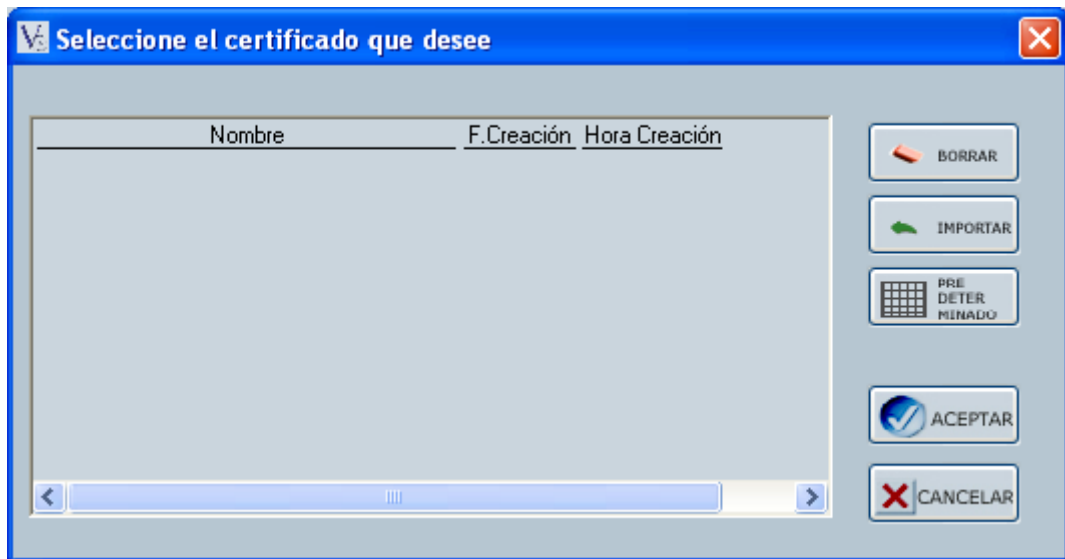 Seleccione el certificado que desee
Nombre F.Creación Hora Creación
BORRAR
IMPORTAR
PRE
DETER
MINADO
ACEPTAR
CANCELAR